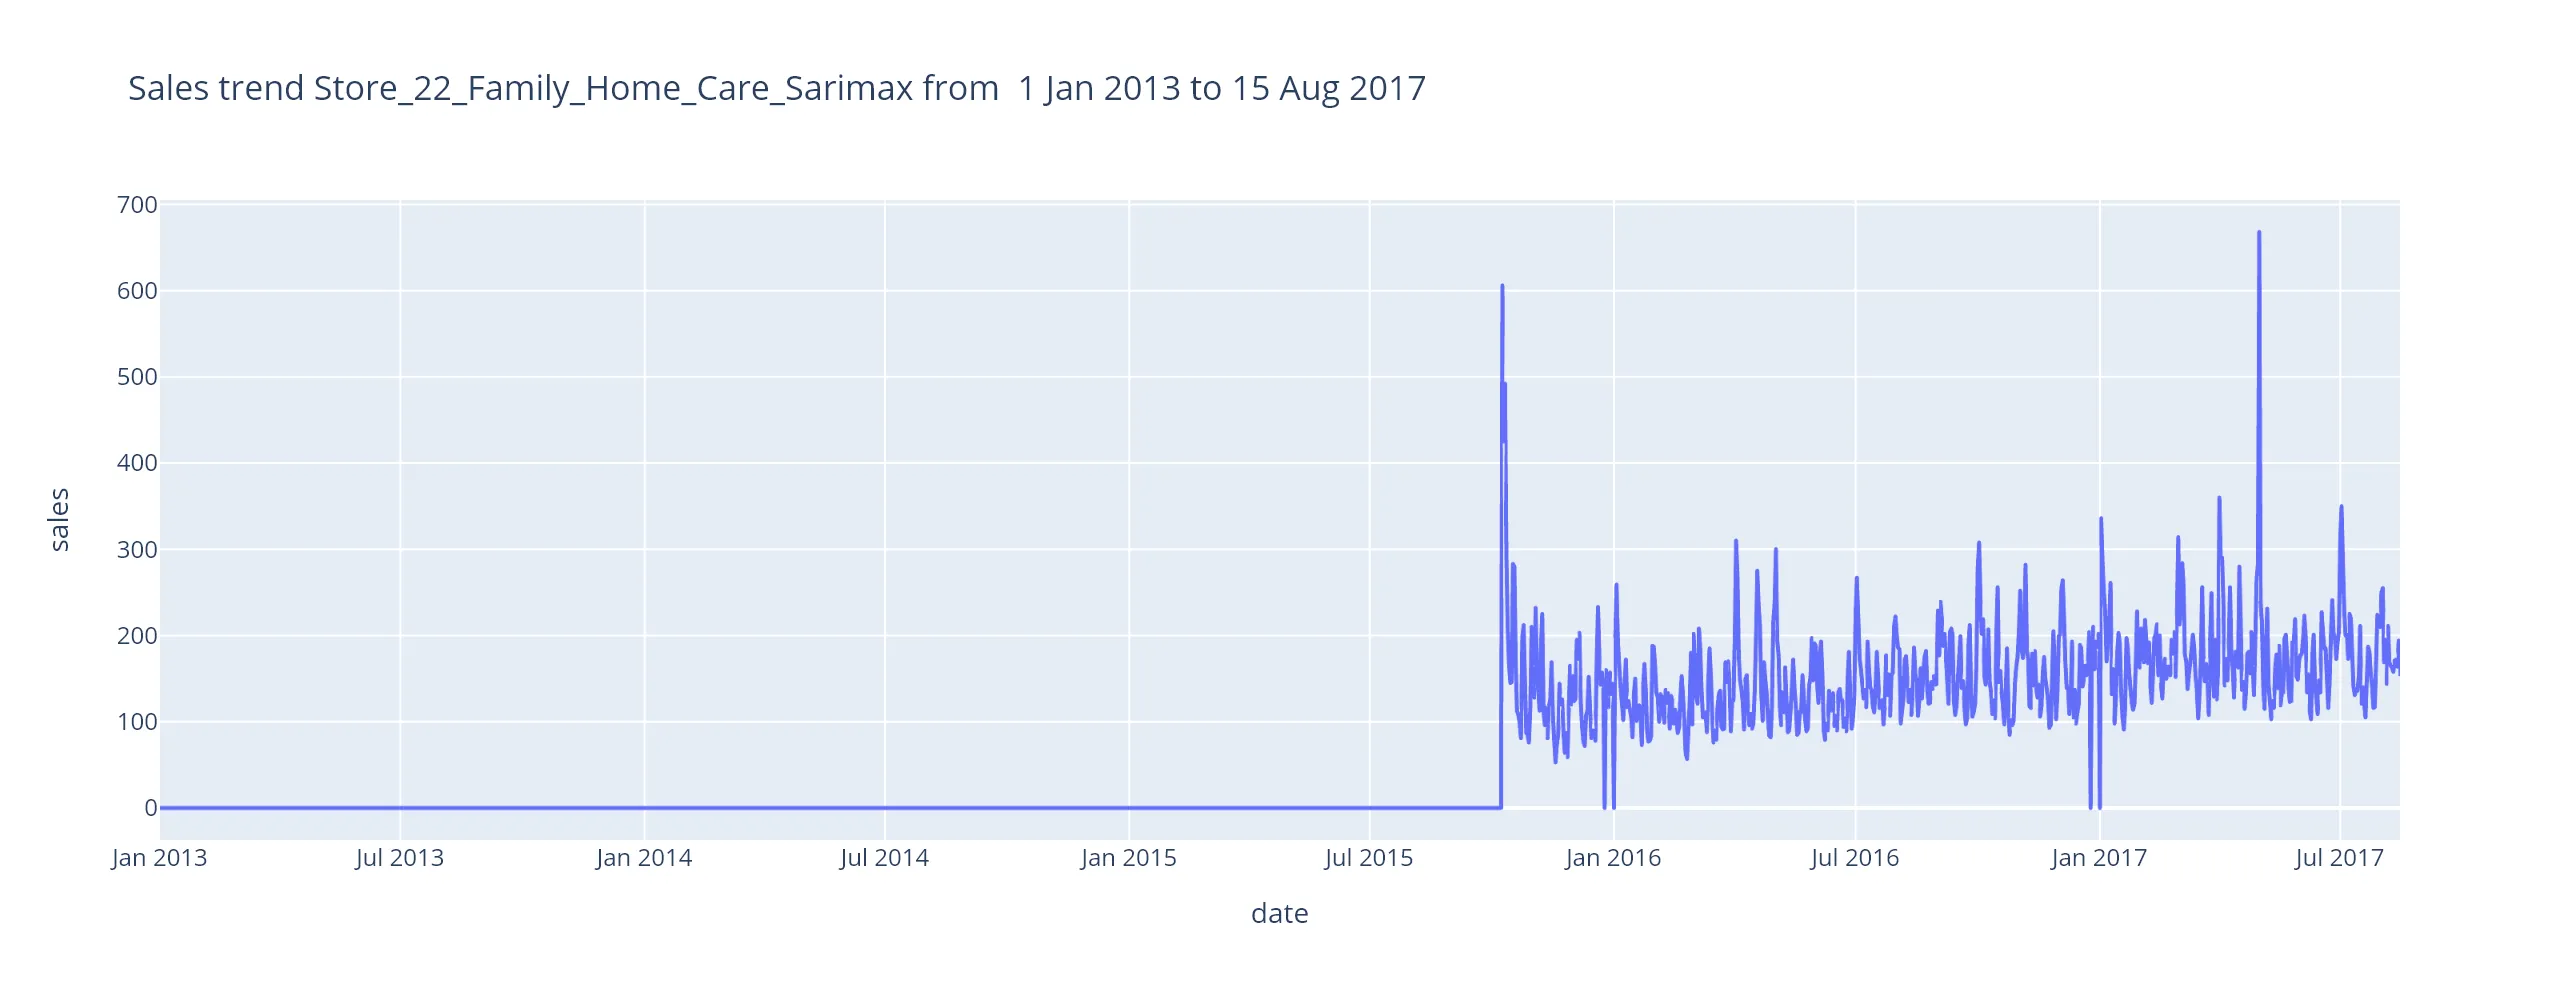 Sales trend Store_22_Family_Home_Care_Sarimax from  1 Jan 2013 to 15 Aug 2017
700
600
500
400
300
200
100
0
sales
Jan 2013 Jul 2013 Jan 2014 Jul 2014 Jan 2015 Jul 2015 Jan 2016 Jul 2016 Jan 2017 Jul 2017
date